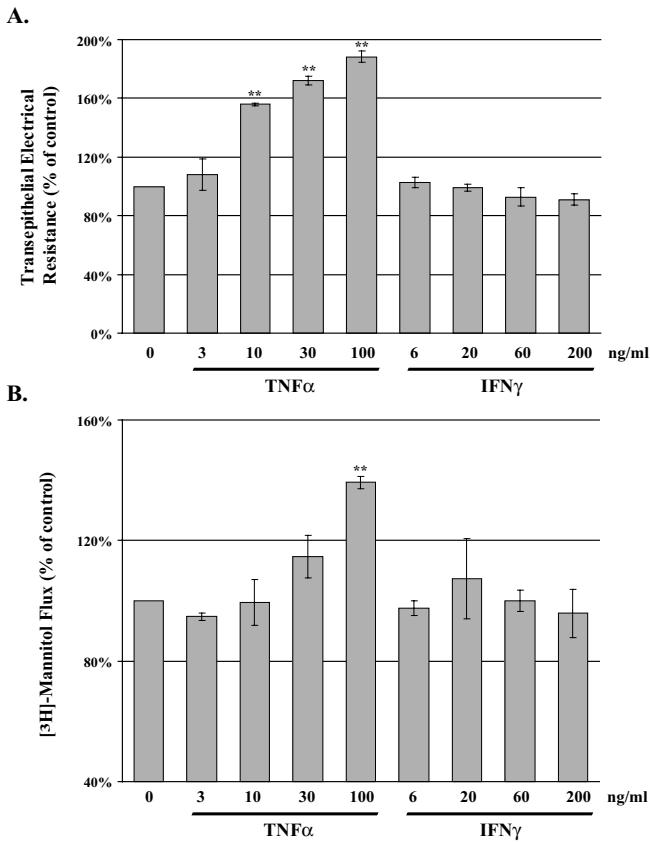 A.
Transepithelial Electrical
Resistance (% of control)
200%
160%
120%
80%
40%
0%
**
**
**
0 3 10 30 100 6 20 60 200 ng/ml
TNFα IFNγ
B.
[3H]-Mannitol Flux (% of control)
160%
120%
80%
40%
**
0 3 10 30 100 6 20 60 200 ng/ml
TNFα IFNγ